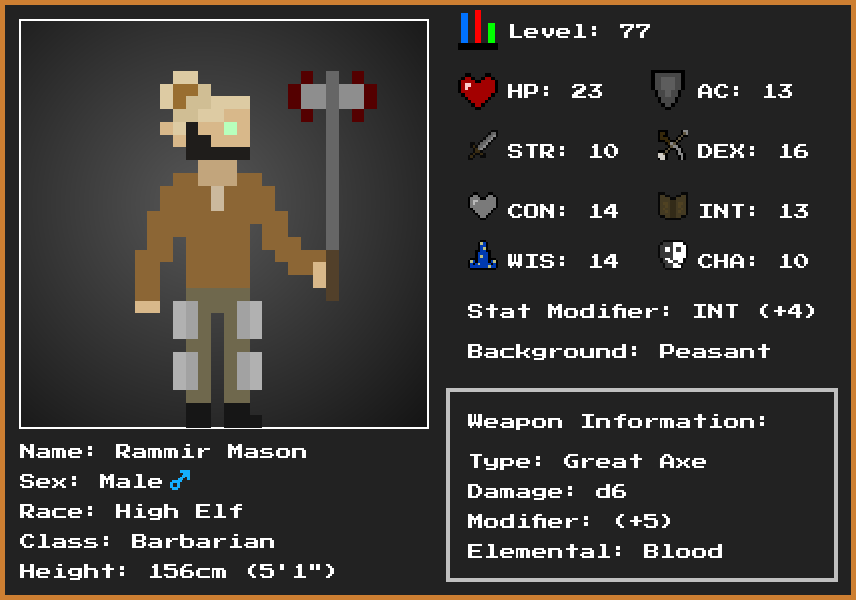 Level: 77
HP: 23 AC: 13
STR: 10 DEX: 16
CON: 14 INT: 13
WIS: 14 CHA: 10
Stat Modifier: INT (+4)
Background: Peasant
Name: Rammir Mason
Sex: Male ♂
Race: High Elf
Class: Barbarian
Height: 156cm (5'1")
Weapon Information:
Type: Great Axe
Damage: d6
Modifier: (+5)
Elemental: Blood